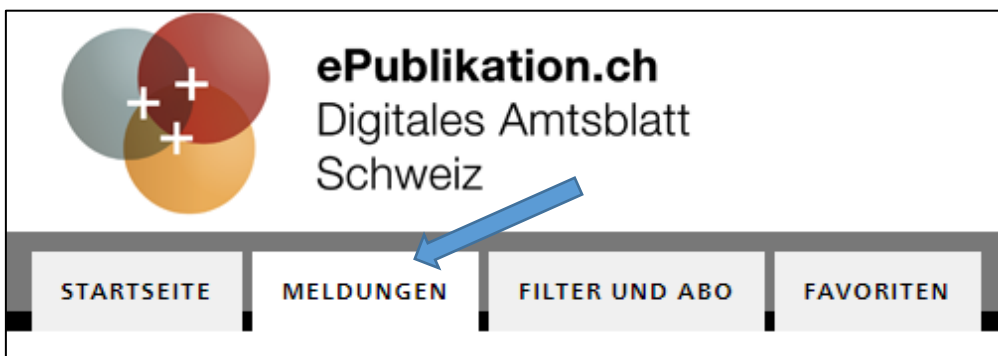 ePublikation.ch
Digitales Amtsblatt
Schweiz
STARTSEITE MELDUNGEN FILTER UND ABO FAVORITEN